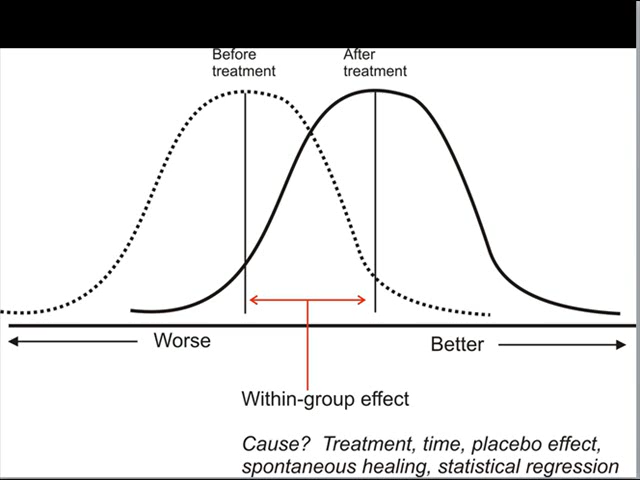 Before After
treatment treatment
Worse Better
Within-group effect
Cause? Treatment, time, placebo effect,
spontaneous healing, statistical regression